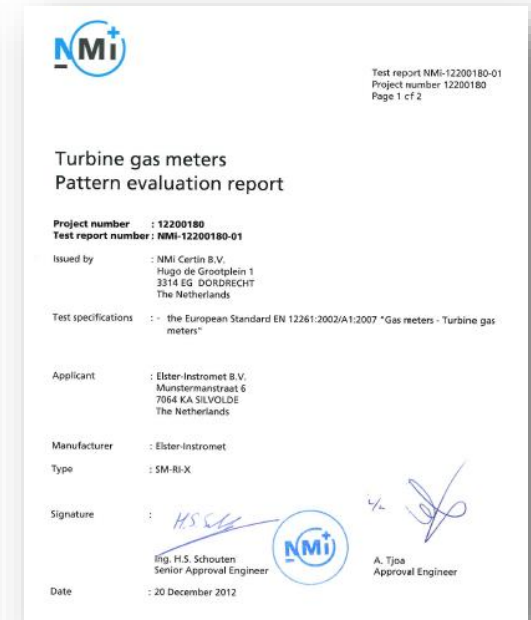 NMi
Test report NMi-12200180-01
Project number 12200180
Page 1 of 2
Turbine gas meters
Pattern evaluation report
Project number : 12200180
Test report number: NMi-12200180-01
Issued by : NMi Certin B.V.
Hugo de Grootplein 1
3314 EG DORDRECHT
The Netherlands
Test specifications : - the European Standard EN 12261:2002/A1:2007 "Gas meters - Turbine gas
meters"
Applicant : Elster-Instromet B.V.
Munstermanstraat 6
7064 KA SILVOLDE
The Netherlands
Manufacturer : Elster-Instromet
Type : SM-RI-X
Signature :
NMi
Ing. H.S. Schouten
Senior Approval Engineer
A. Tjoa
Approval Engineer
Date : 20 December 2012